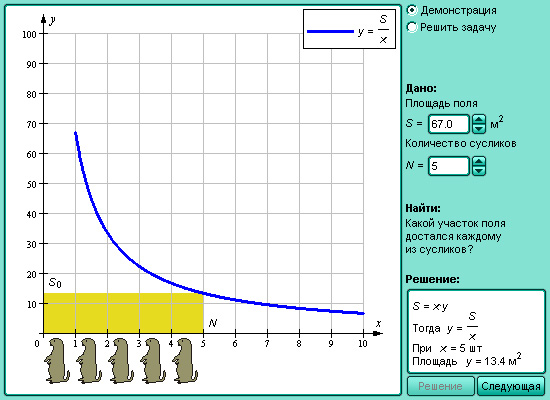 y
y = S/x
100
90
80
70
60
50
40
30
20
10
S₀
N
x
0 1 2 3 4 5 6 7 8 9 10
Демонстрация
Решить задачу
Дано:
Площадь поля
S = 67.0 м²
Количество сусликов
N = 5
Найти:
Какой участок поля
достался каждому
из сусликов?
Решение:
S = x·y
Тогда y = S/x
При x = 5 шт
Площадь y = 13.4 м²
Решение Следующая